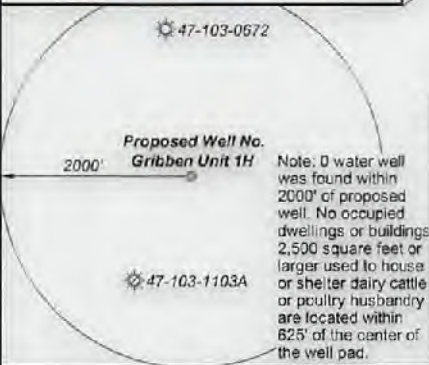 47-103-0672
Proposed Well No.
Gribben Unit 1H
2000'
Note: 0 water well
was found within
2000' of proposed
well. No occupied
dwellings or buildings
2,500 square feet or
larger used to house
or shelter dairy cattle
or poultry husbandry
are located within
625' of the center of
the well pad.
47-103-1103A